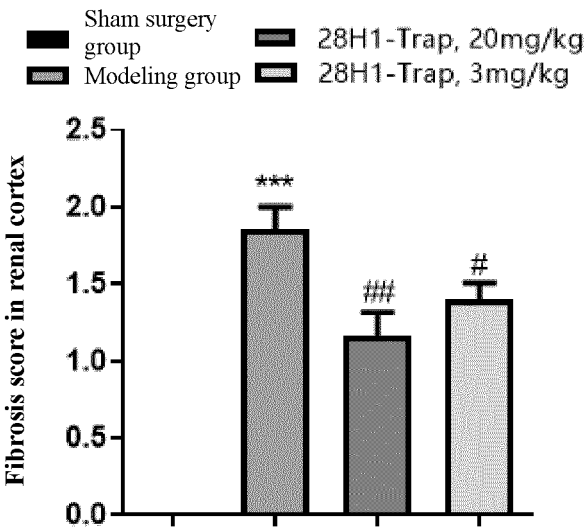 Sham surgery
group
28H1-Trap, 20mg/kg
Modeling group
28H1-Trap, 3mg/kg
Fibrosis score in renal cortex
2.5
2.0
1.5
1.0
0.5
0.0
***
##
#